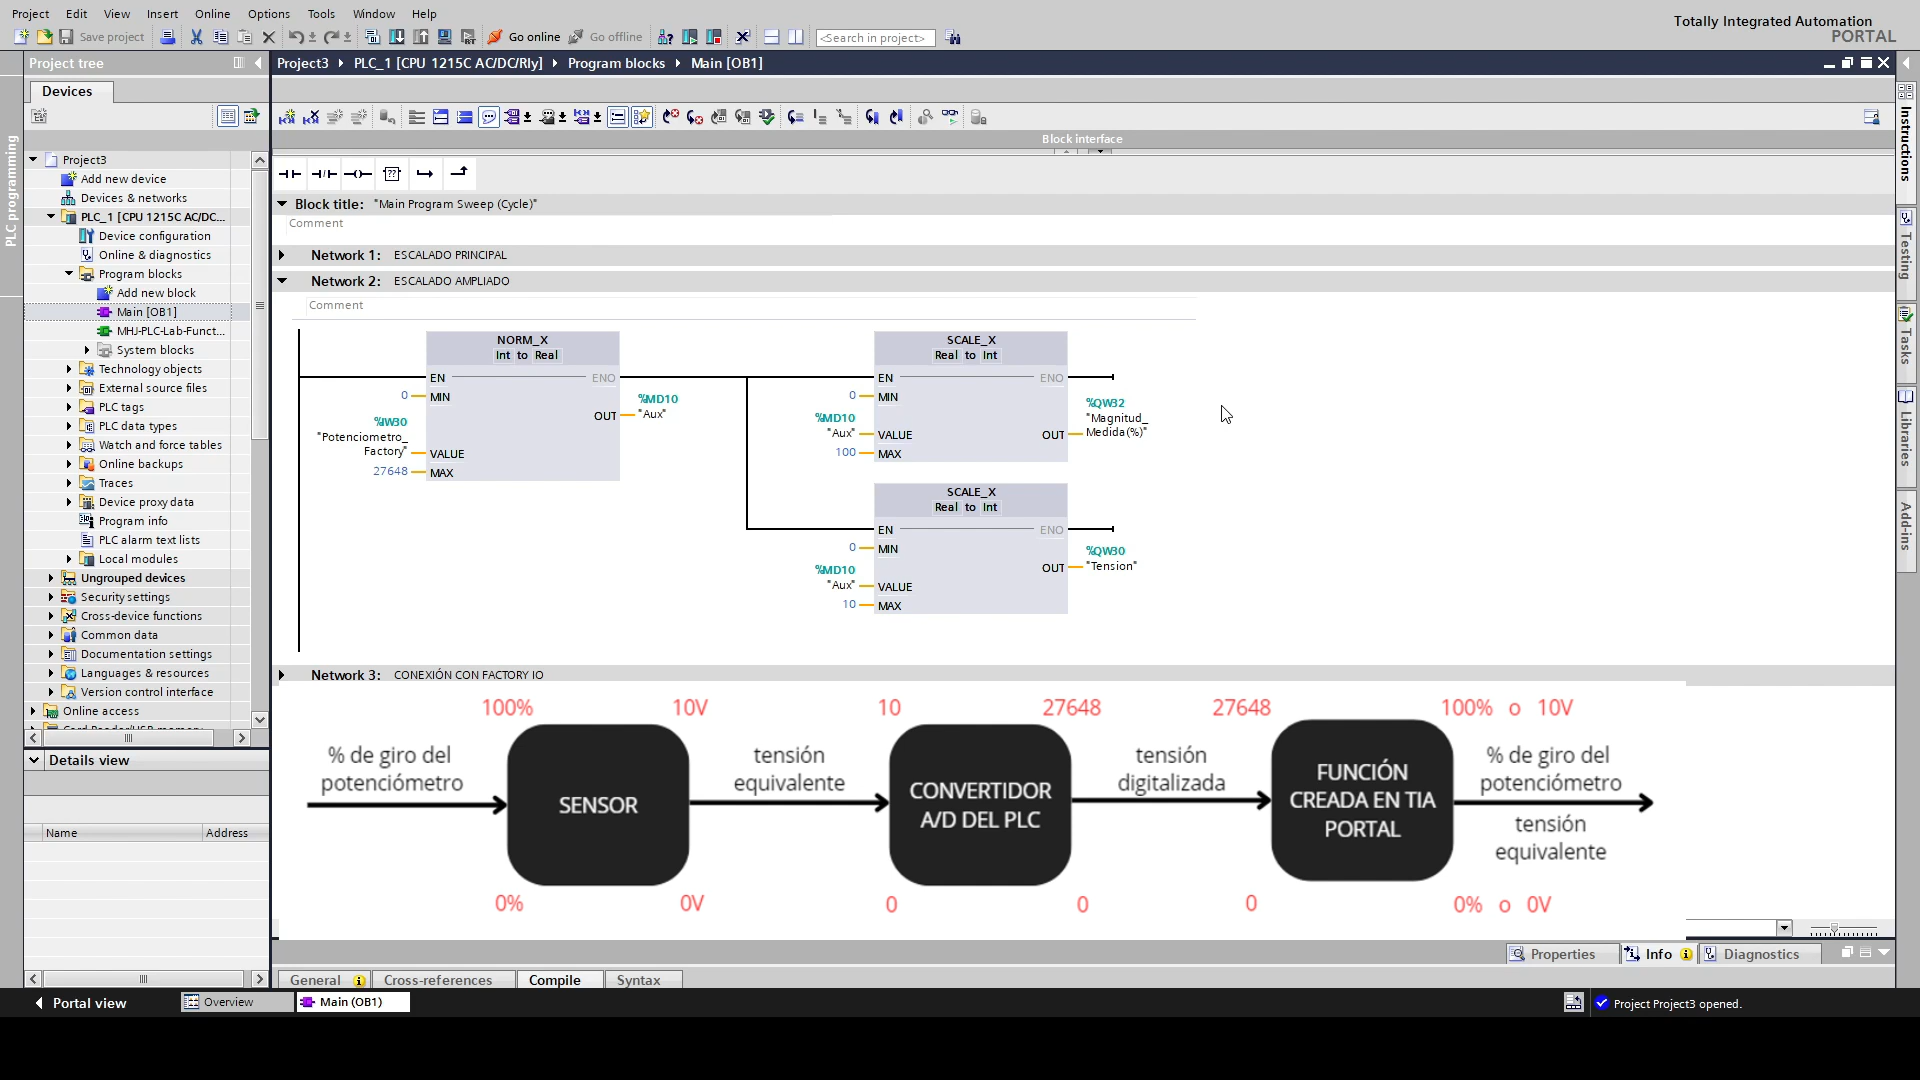 Project Edit View Insert Online Options Tools Window Help
Totally Integrated Automation
PORTAL
Save project
Go online
Go offline
<Search in project>
Project tree
Project3 PLC_1 [CPU 1215C AC/DC/Rly] Program blocks Main [OB1]
Devices
PLC programming
Block interface
Project3
Add new device
Devices & networks
PLC_1 [CPU 1215C AC/DC...
Device configuration
Online & diagnostics
Program blocks
Add new block
Main [OB1]
MHJ-PLC-Lab-Funct...
System blocks
Technology objects
External source files
PLC tags
PLC data types
Watch and force tables
Online backups
Traces
Device proxy data
Program info
PLC alarm text lists
Local modules
Ungrouped devices
Security settings
Cross-device functions
Common data
Documentation settings
Languages & resources
Version control interface
Online access
Details view
Name Address
Block title: "Main Program Sweep (Cycle)"
Comment
Network 1: ESCALADO PRINCIPAL
Network 2: ESCALADO AMPLIADO
Comment
NORM_X
Int to Real
EN ENO
0 MIN
%IW30
"Potenciometro_
Factory" VALUE
27648 MAX
OUT
%MD10
"Aux"
SCALE_X
Real to Int
EN ENO
0 MIN
%MD10
"Aux" VALUE
100 MAX
OUT
%QW32
"Magnitud_
Medida(%)"
SCALE_X
Real to Int
EN ENO
0 MIN
%MD10
"Aux" VALUE
10 MAX
OUT
%QW30
"Tension"
Network 3: CONEXIÓN CON FACTORY IO
100% 10V 10 27648 27648 100% o 10V
% de giro del
potenciómetro
SENSOR
tensión
equivalente
CONVERTIDOR
A/D DEL PLC
tensión
digitalizada
FUNCIÓN
CREADA EN TIA
PORTAL
% de giro del
potenciómetro
tensión
equivalente
0% 0V 0 0 0 0% o 0V
Instructions
Testing
Tasks
Libraries
Add-ins
Properties Info Diagnostics
General Cross-references Compile Syntax
Portal view Overview Main (OB1)
Project Project3 opened.